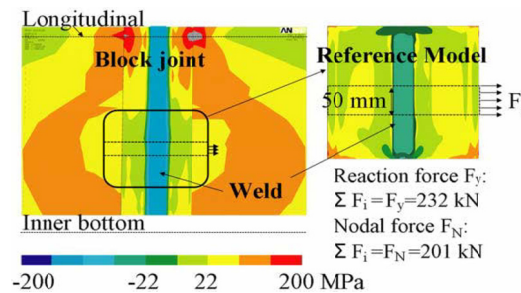 Longitudinal
Block joint
Reference Model
50 mm
F
Weld
Inner bottom
Reaction force Fy:
Σ Fi=Fy=232 kN
Nodal force FN:
Σ Fi=FN=201 kN
-200 -22 22 200 MPa